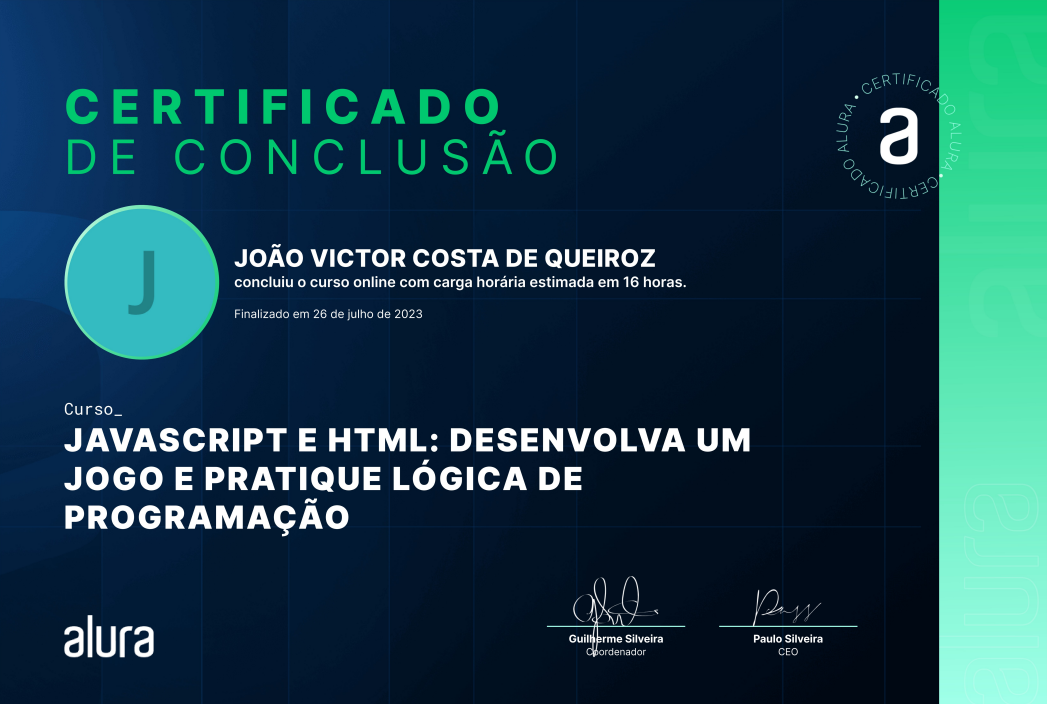 CERTIFICADO
DE CONCLUSÃO
CERTIFICADO ALURA • CERTIFICADO ALURA •
a
J
JOÃO VICTOR COSTA DE QUEIROZ
concluiu o curso online com carga horária estimada em 16 horas.
Finalizado em 26 de julho de 2023
Curso_
JAVASCRIPT E HTML: DESENVOLVA UM
JOGO E PRATIQUE LÓGICA DE
PROGRAMAÇÃO
alura
Guilherme Silveira
Coordenador
Paulo Silveira
CEO
alura
alura